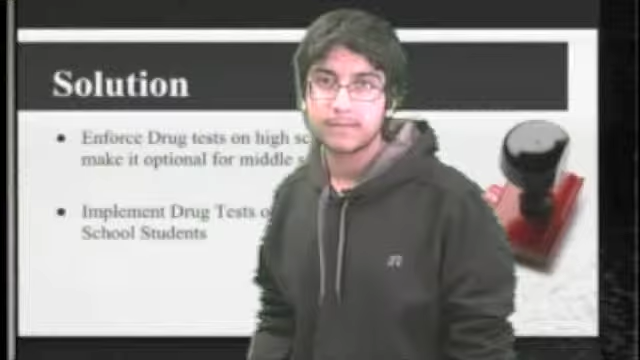 Solution
• Enforce Drug tests on high
make it optional for middle
• Implement Drug Tests
School Students